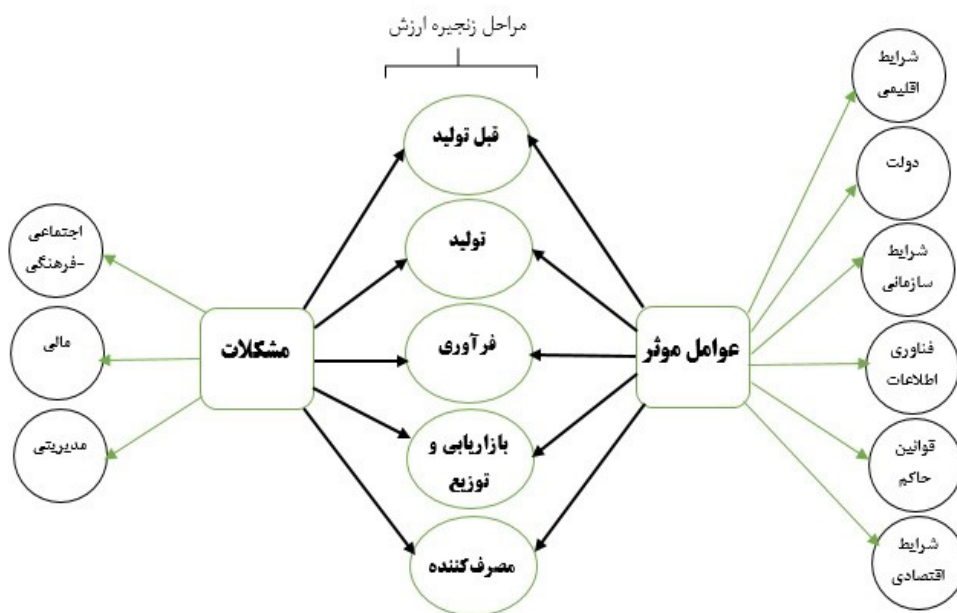 مراحل زنجیره ارزش
شرایط
اقلیمی
دولت
شرایط
سازمانی
فناوری
اطلاعات
قوانین
حاکم
شرایط
اقتصادی
عوامل موثر
قبل تولید
تولید
فرآوری
بازاریابی و
توزیع
مصرف‌کننده
مشکلات
اجتماعی
-فرهنگی
مالی
مدیریتی